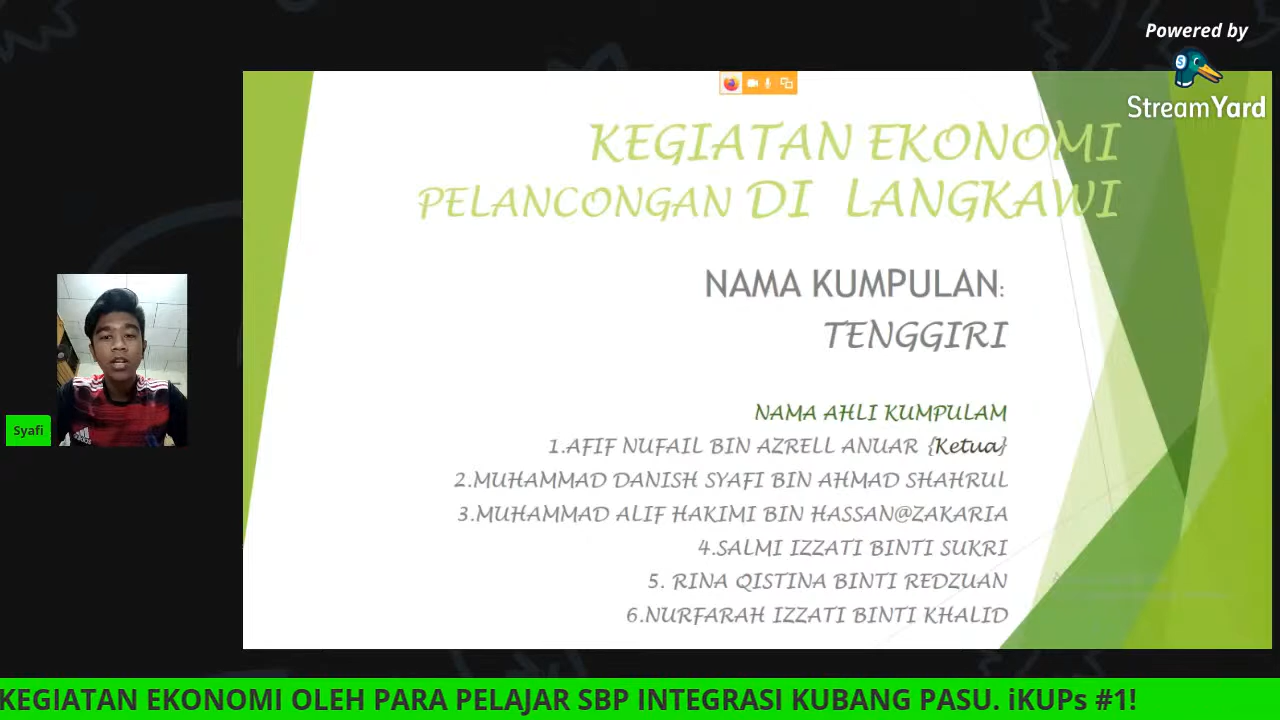 Powered by
StreamYard
KEGIATAN EKONOMI
PELANCONGAN DI LANGKAWI
NAMA KUMPULAN:
TENGGIRI
NAMA AHLI KUMPULAM
1.AFIF NUFAIL BIN AZRELL ANUAR {Ketua}
2.MUHAMMAD DANISH SYAFI BIN AHMAD SHAHRUL
3.MUHAMMAD ALIF HAKIMI BIN HASSAN@ZAKARIA
4.SALMI IZZATI BINTI SUKRI
5. RINA QISTINA BINTI REDZUAN
6.NURFARAH IZZATI BINTI KHALID
Syafi
KEGIATAN EKONOMI OLEH PARA PELAJAR SBP INTEGRASI KUBANG PASU. iKUPs #1!